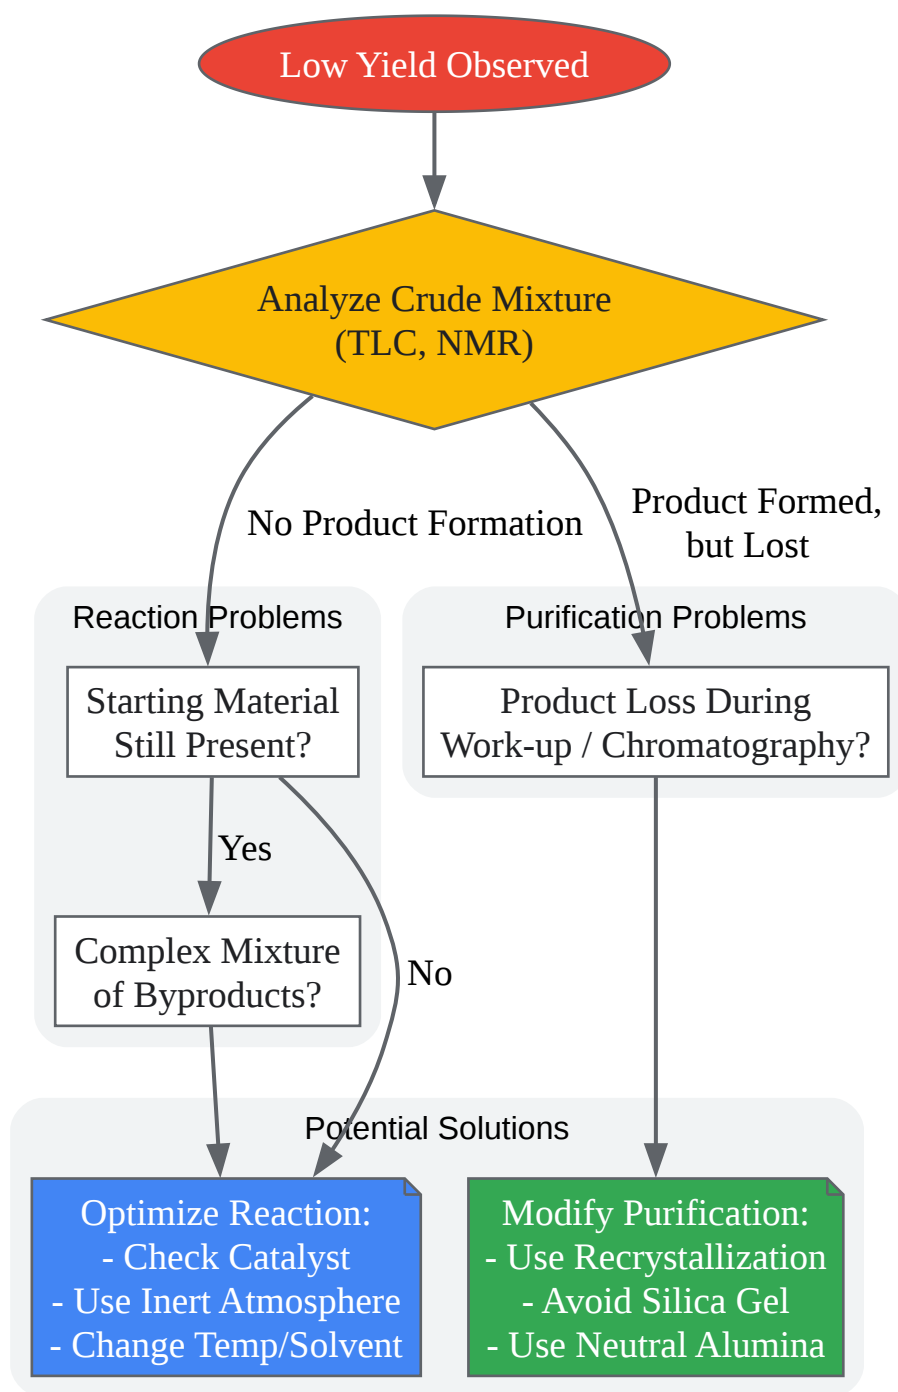 Low Yield Observed
Analyze Crude Mixture
(TLC, NMR)
No Product Formation
Product Formed,
but Lost
Reaction Problems
Purification Problems
Starting Material
Still Present?
Product Loss During
Work-up / Chromatography?
Yes
Complex Mixture
of Byproducts?
No
Potential Solutions
Optimize Reaction:
- Check Catalyst
- Use Inert Atmosphere
- Change Temp/Solvent
Modify Purification:
- Use Recrystallization
- Avoid Silica Gel
- Use Neutral Alumina